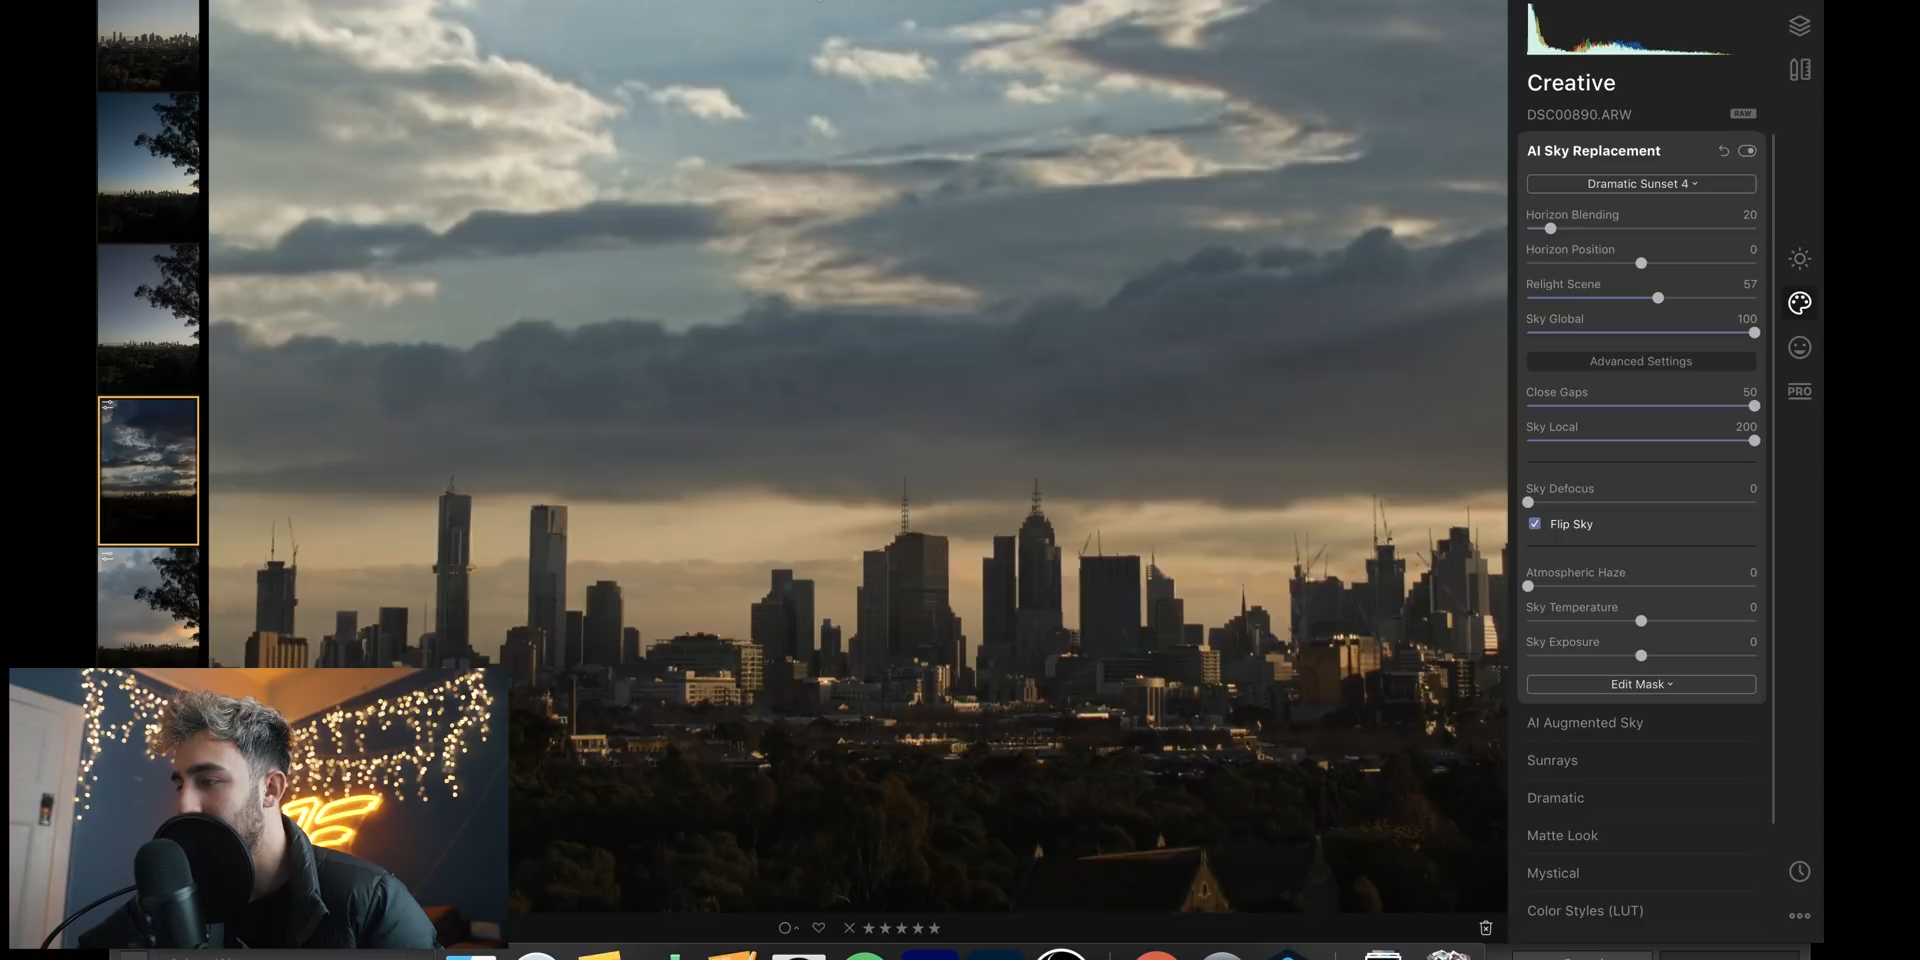 Creative
DSC00890.ARW RAW
AI Sky Replacement
Dramatic Sunset 4
Horizon Blending 20
Horizon Position 0
Relight Scene 57
Sky Global 100
Advanced Settings
Close Gaps 50
Sky Local 200
Sky Defocus 0
Flip Sky
Atmospheric Haze 0
Sky Temperature 0
Sky Exposure 0
Edit Mask
AI Augmented Sky
Sunrays
Dramatic
Matte Look
Mystical
Color Styles (LUT)
PRO